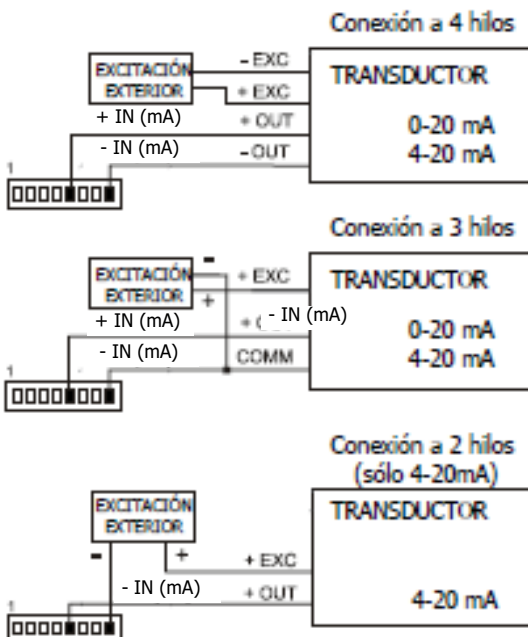 Conexión a 4 hilos
EXCITACIÓN
EXTERIOR
- EXC
+ EXC
+ IN (mA)
+ OUT
- IN (mA)
-OUT
TRANSDUCTOR
0-20 mA
4-20 mA
1
Conexión a 3 hilos
EXCITACIÓN
EXTERIOR
-
+
+ EXC
+ IN (mA)
- IN (mA)
- IN (mA)
COMM
TRANSDUCTOR
0-20 mA
4-20 mA
1
Conexión a 2 hilos
(sólo 4-20mA)
EXCITACIÓN
EXTERIOR
-
+
+ EXC
- IN (mA)
+ OUT
TRANSDUCTOR
4-20 mA
1